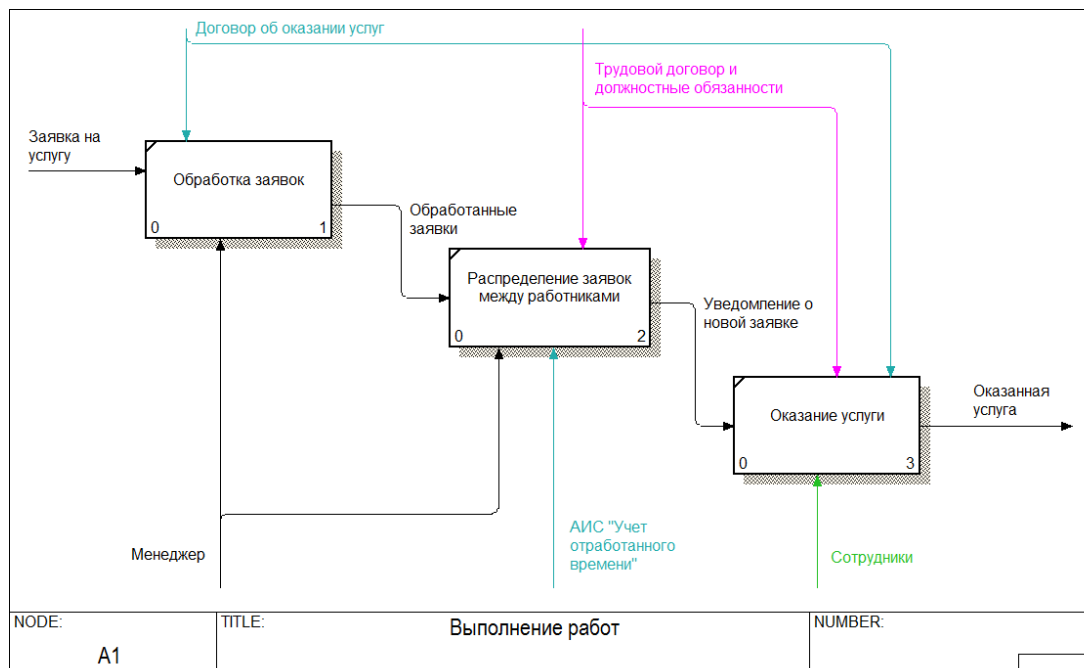 Договор об оказании услуг
Трудовой договор и
должностные обязанности
Заявка на
услугу
Обработка заявок
0
1
Обработанные
заявки
Распределение заявок
между работниками
0
2
Уведомление о
новой заявке
Оказание услуги
0
3
Оказанная
услуга
Менеджер
АИС "Учет
отработанного
времени"
Сотрудники
NODE:
A1
TITLE:
Выполнение работ
NUMBER: